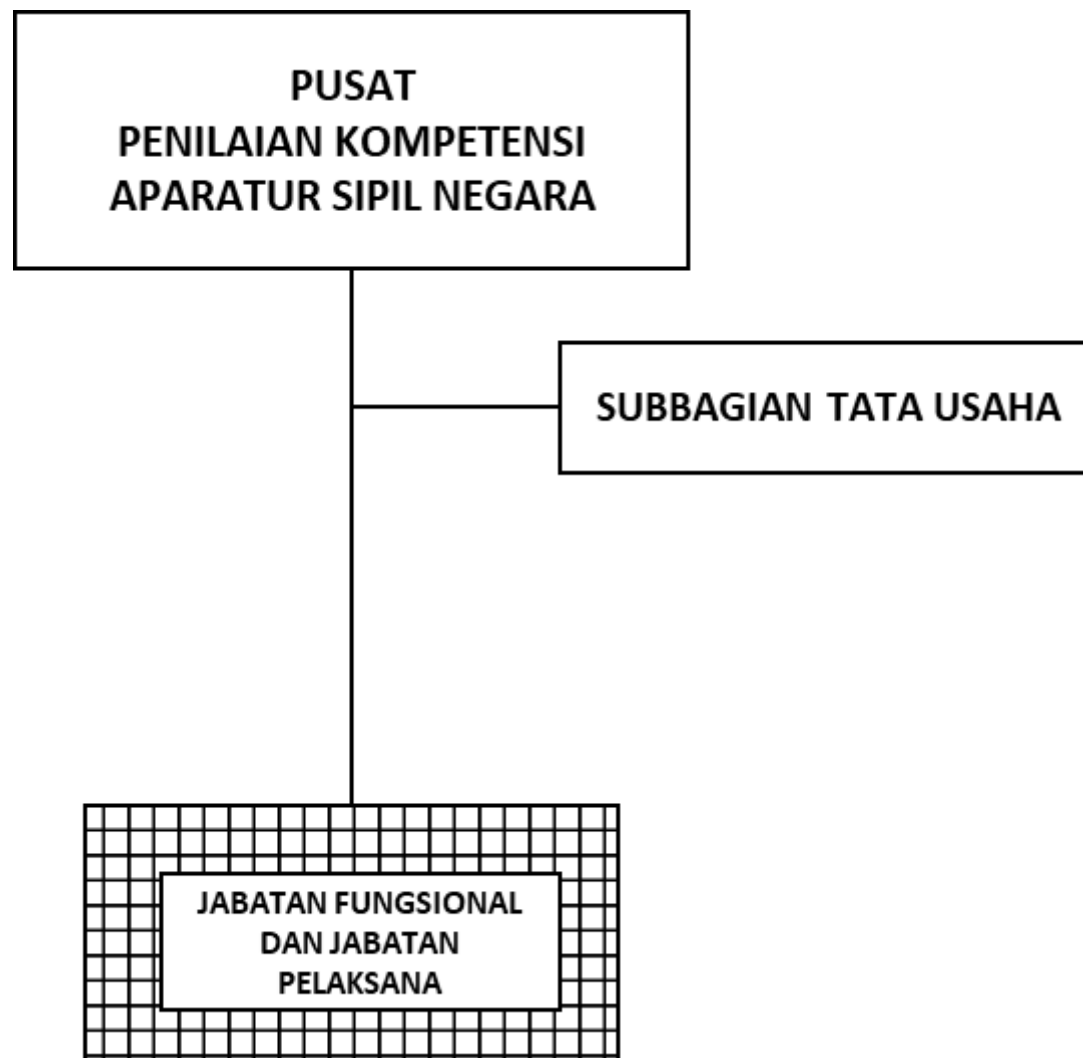 PUSAT
PENILAIAN KOMPETENSI
APARATUR SIPIL NEGARA
SUBBAGIAN TATA USAHA
JABATAN FUNGSIONAL
DAN JABATAN
PELAKSANA